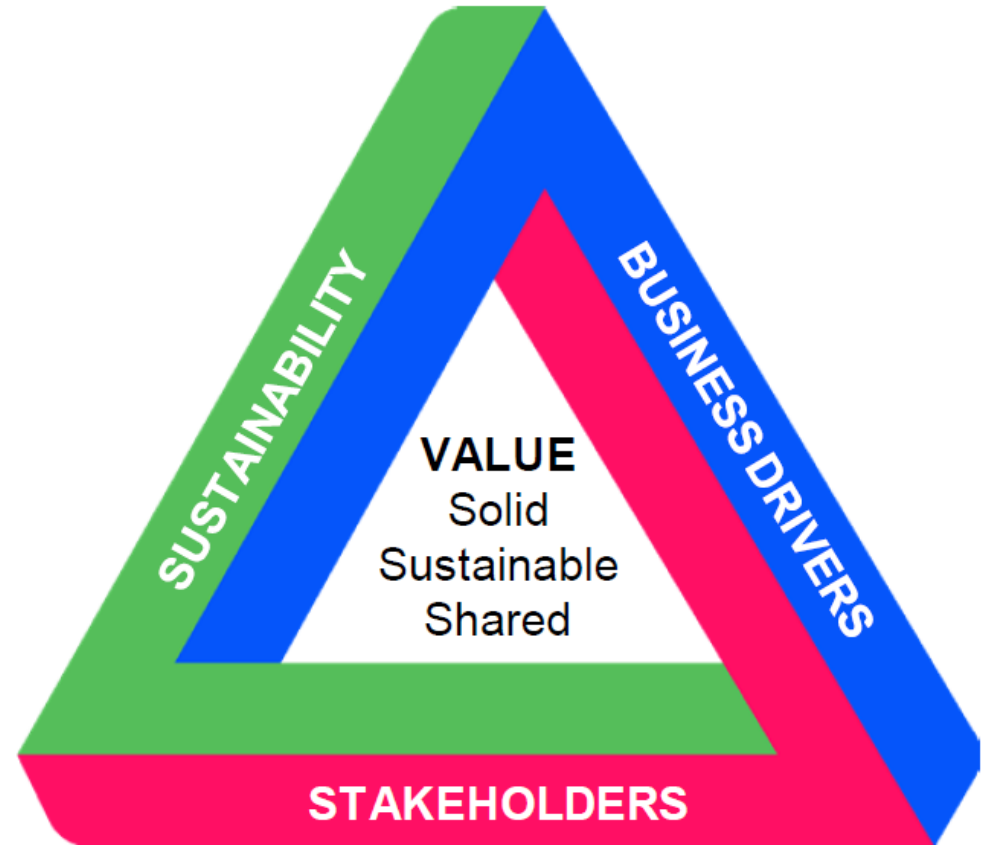 SUSTAINABILITY
BUSINESS DRIVERS
VALUE
Solid
Sustainable
Shared
STAKEHOLDERS